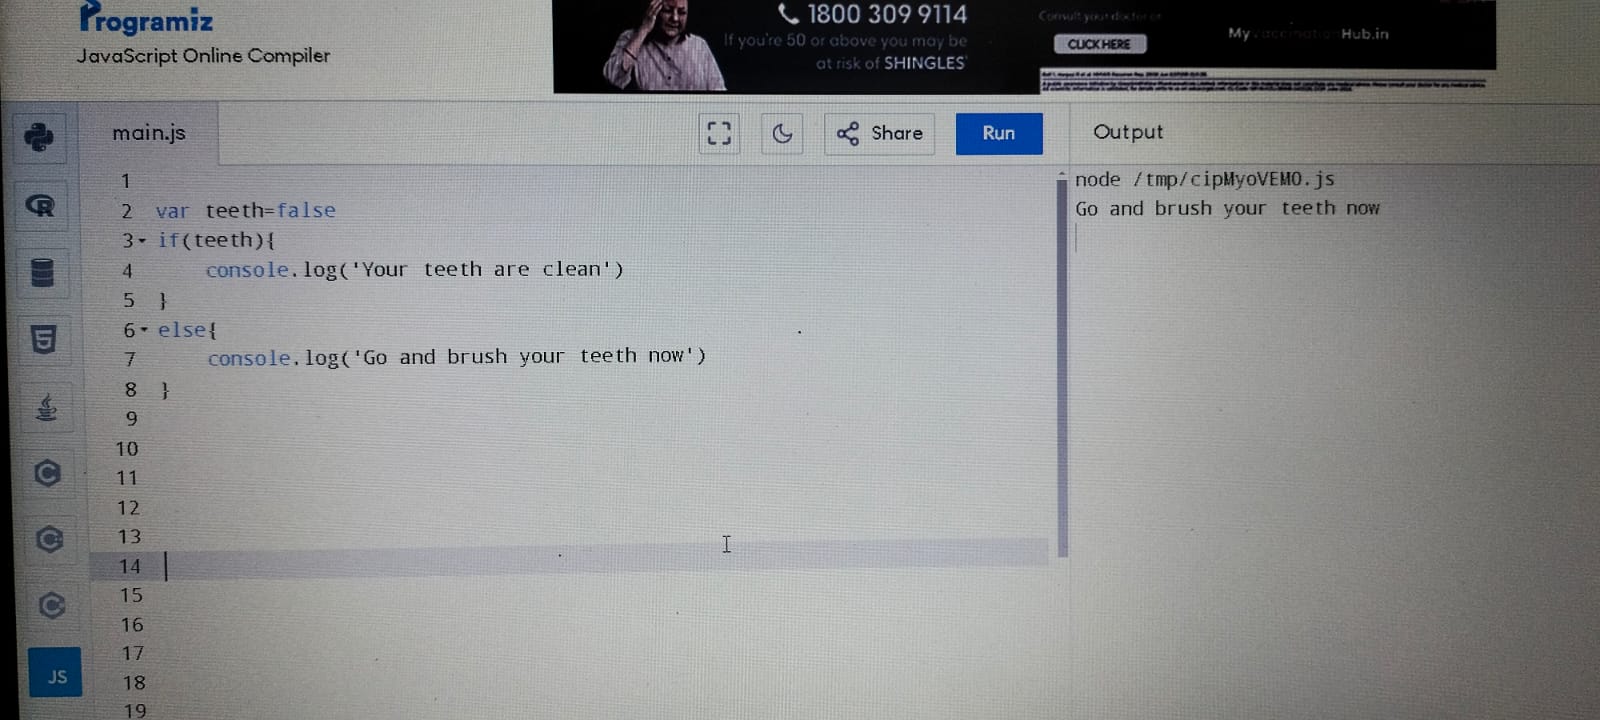 Programiz
JavaScript Online Compiler
1800 309 9114
If you're 50 or above you may be
at risk of SHINGLES
Consult your doctor or
CLICK HERE
My vaccination Hub.in
main.js
Share
Run
Output
1
2 var teeth=false
3 if(teeth){
4 console.log('Your teeth are clean')
5 }
6 else{
7 console.log('Go and brush your teeth now')
8 }
9
10
11
12
13
14
15
16
17
18
19
node /tmp/cipMyoVEMO.js
Go and brush your teeth now
R
C
C
C
JS